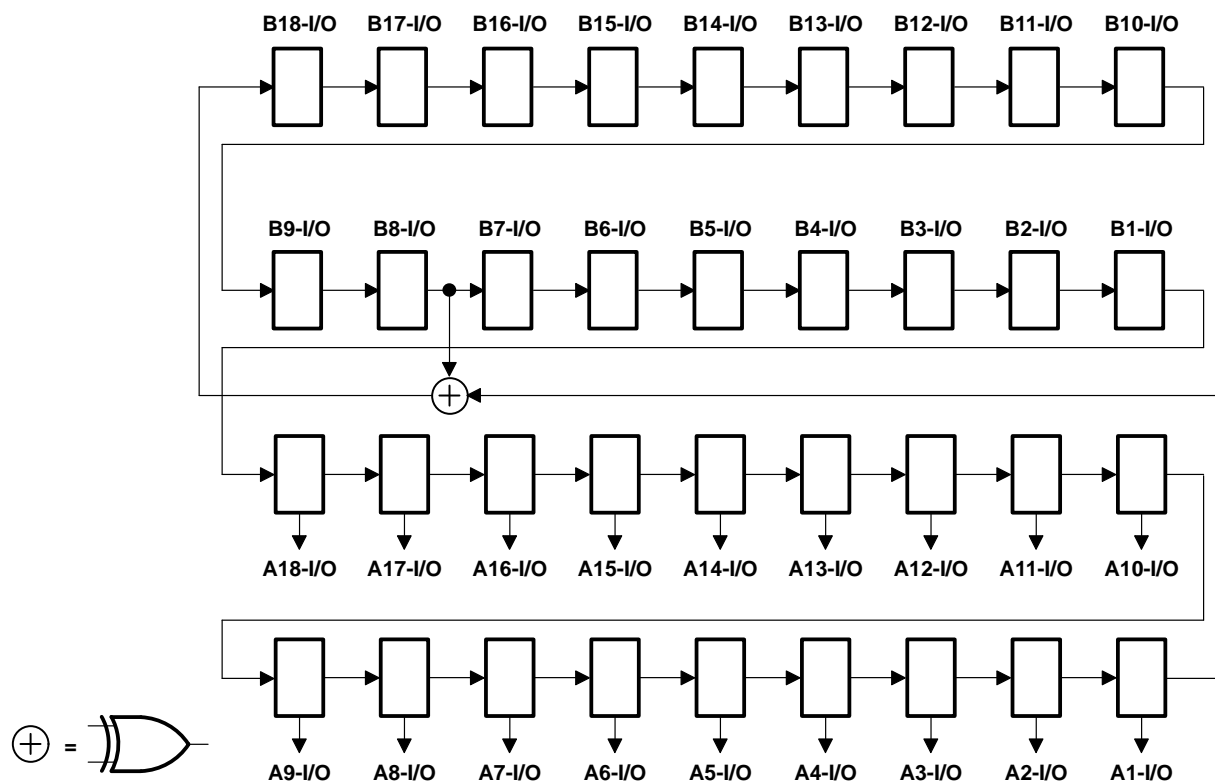 B18-I/O B17-I/O B16-I/O B15-I/O B14-I/O B13-I/O B12-I/O B11-I/O B10-I/O
B9-I/O B8-I/O B7-I/O B6-I/O B5-I/O B4-I/O B3-I/O B2-I/O B1-I/O
A18-I/O A17-I/O A16-I/O A15-I/O A14-I/O A13-I/O A12-I/O A11-I/O A10-I/O
=
A9-I/O A8-I/O A7-I/O A6-I/O A5-I/O A4-I/O A3-I/O A2-I/O A1-I/O